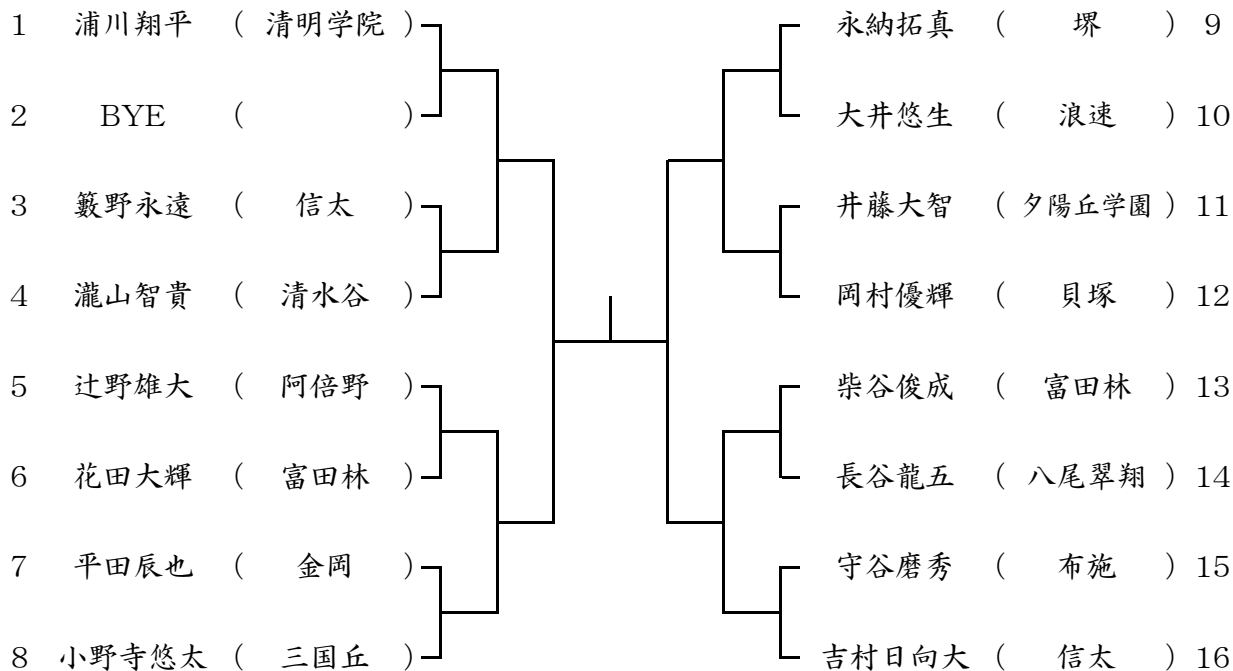 1 浦川翔平 ( 清明学院 )
2 BYE ( )
3 籔野永遠 ( 信太 )
4 瀧山智貴 ( 清水谷 )
5 辻野雄大 ( 阿倍野 )
6 花田大輝 ( 富田林 )
7 平田辰也 ( 金岡 )
8 小野寺悠太 ( 三国丘 )
永納拓真 ( 堺 ) 9
大井悠生 ( 浪速 ) 10
井藤大智 ( 夕陽丘学園 ) 11
岡村優輝 ( 貝塚 ) 12
柴谷俊成 ( 富田林 ) 13
長谷龍五 ( 八尾翠翔 ) 14
守谷磨秀 ( 布施 ) 15
吉村日向大 ( 信太 ) 16